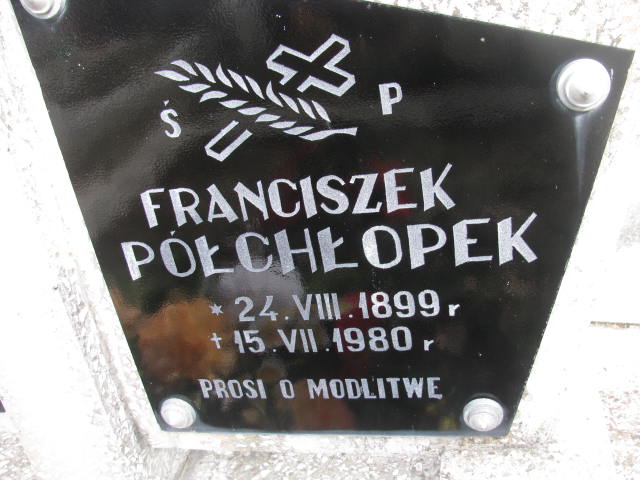 Ś P
FRANCISZEK
PÓŁCHŁOPEK
* 24.VIII.1899 r
† 15.VII.1980 r
PROSI O MODLITWĘ